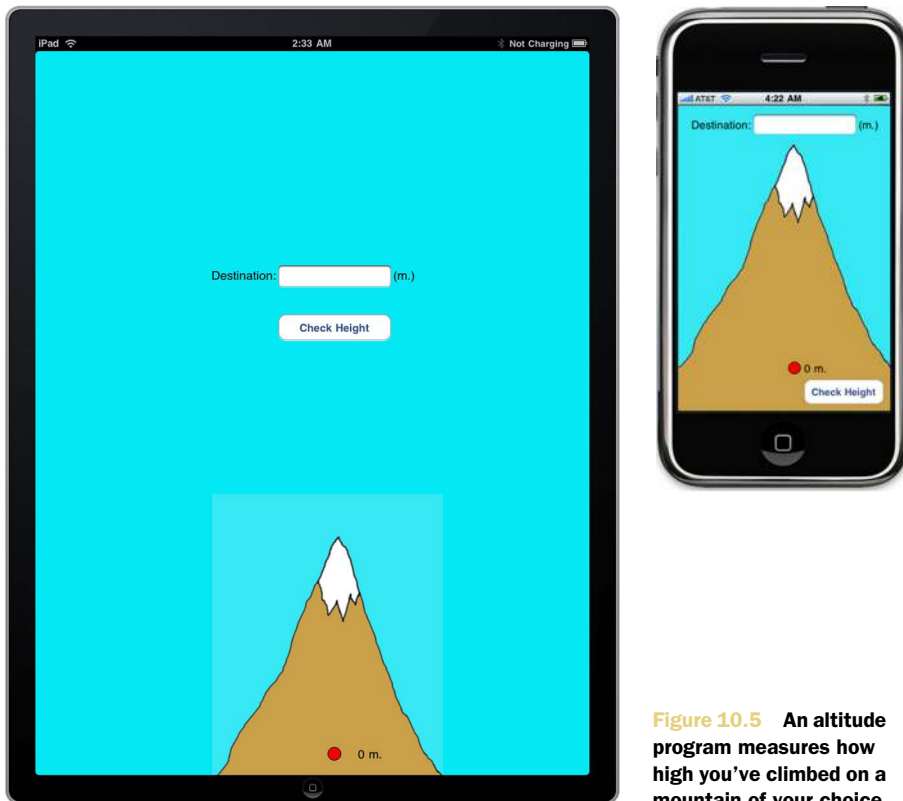 iPad 2:33 AM Not Charging
Destination: (m.)
Check Height
0 m.
AT&T 4:22 AM
Destination: (m.)
0 m.
Check Height
Figure 10.5 An altitude
program measures how
high you've climbed on a
mountain of your choice.